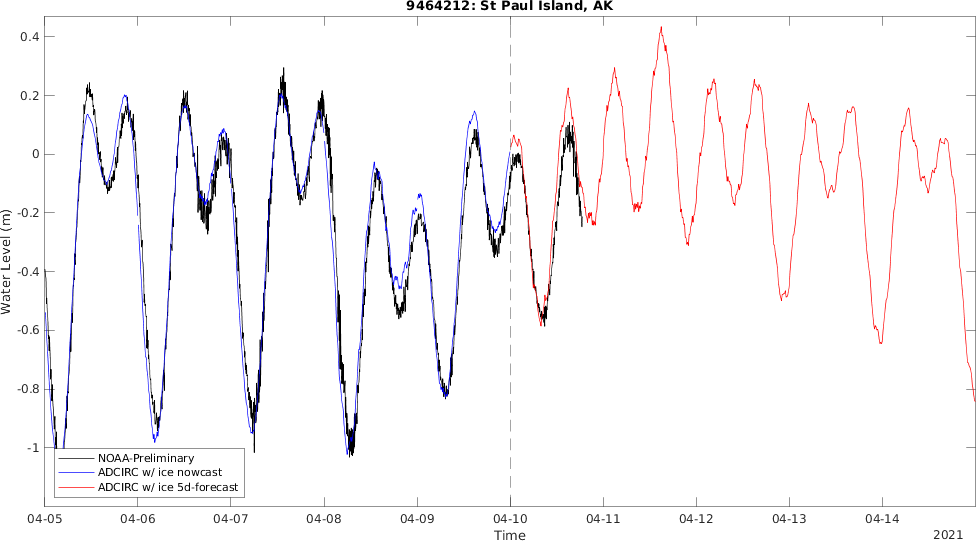 9464212: St Paul Island, AK
Water Level (m)
0.4
0.2
0
-0.2
-0.4
-0.6
-0.8
-1
NOAA-Preliminary
ADCIRC w/ ice nowcast
ADCIRC w/ ice 5d-forecast
04-05 04-06 04-07 04-08 04-09 04-10 04-11 04-12 04-13 04-14
Time
2021